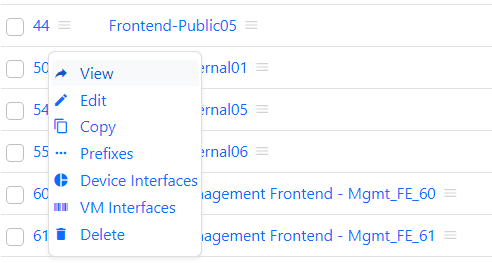 44 Frontend-Public05
50 ernal01
View
Edit
54 ernal05
Copy
55 ernal06
Prefixes
Device Interfaces
60 nagement Frontend - Mgmt_FE_60
VM Interfaces
61 nagement Frontend - Mgmt_FE_61
Delete